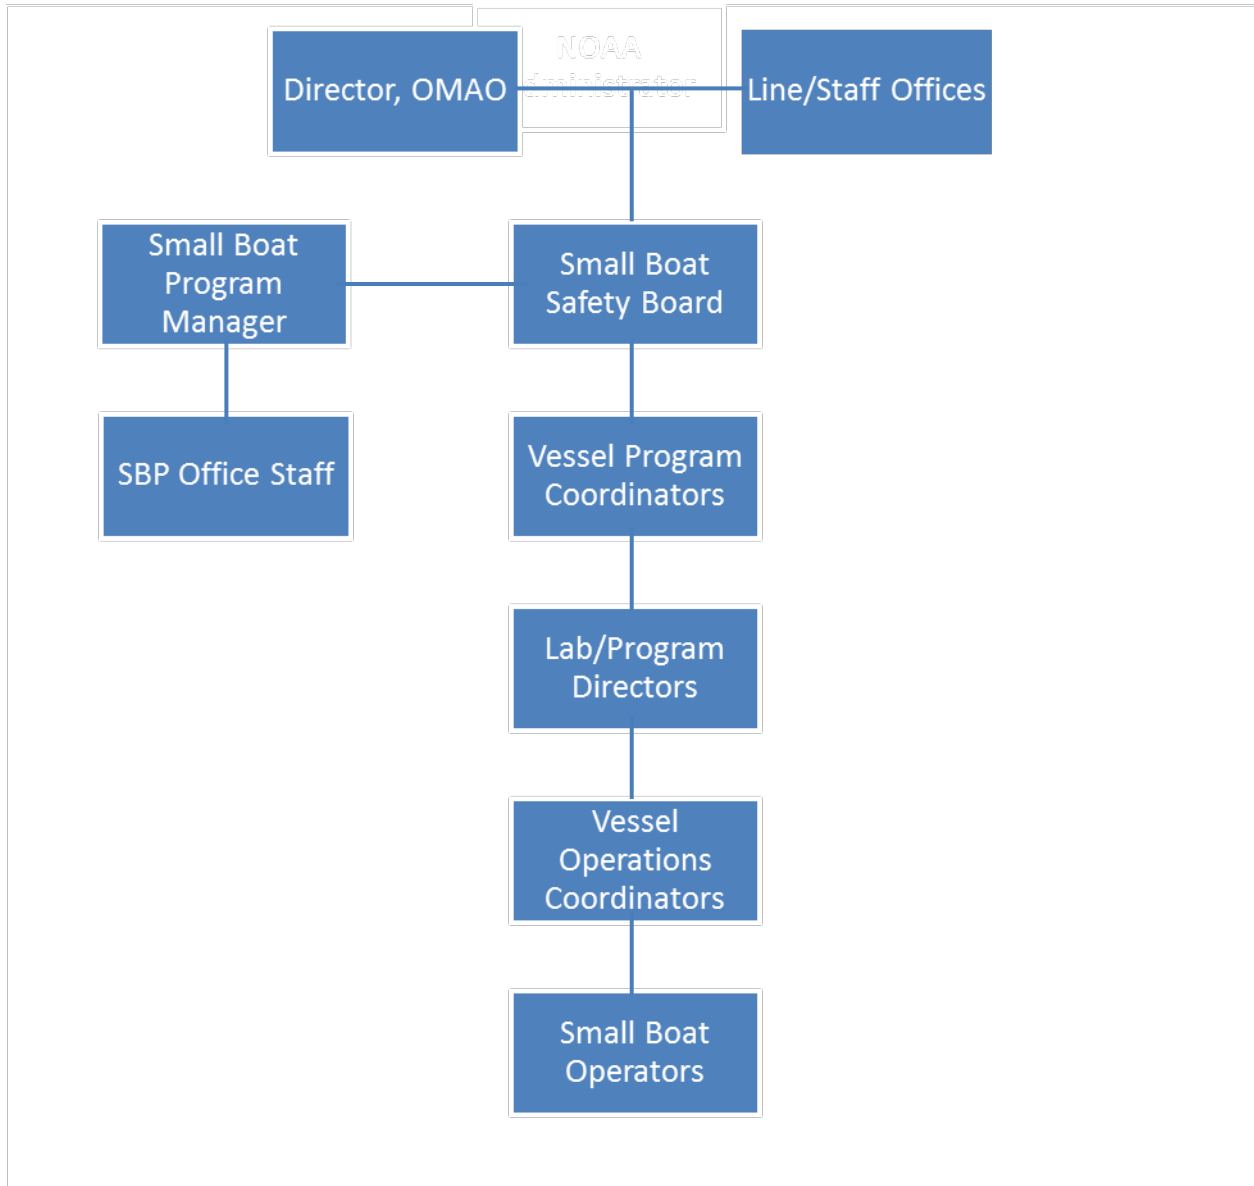 NOAA
dministrator
Director, OMAO
Line/Staff Offices
Small Boat
Program
Manager
Small Boat
Safety Board
SBP Office Staff
Vessel Program
Coordinators
Lab/Program
Directors
Vessel
Operations
Coordinators
Small Boat
Operators